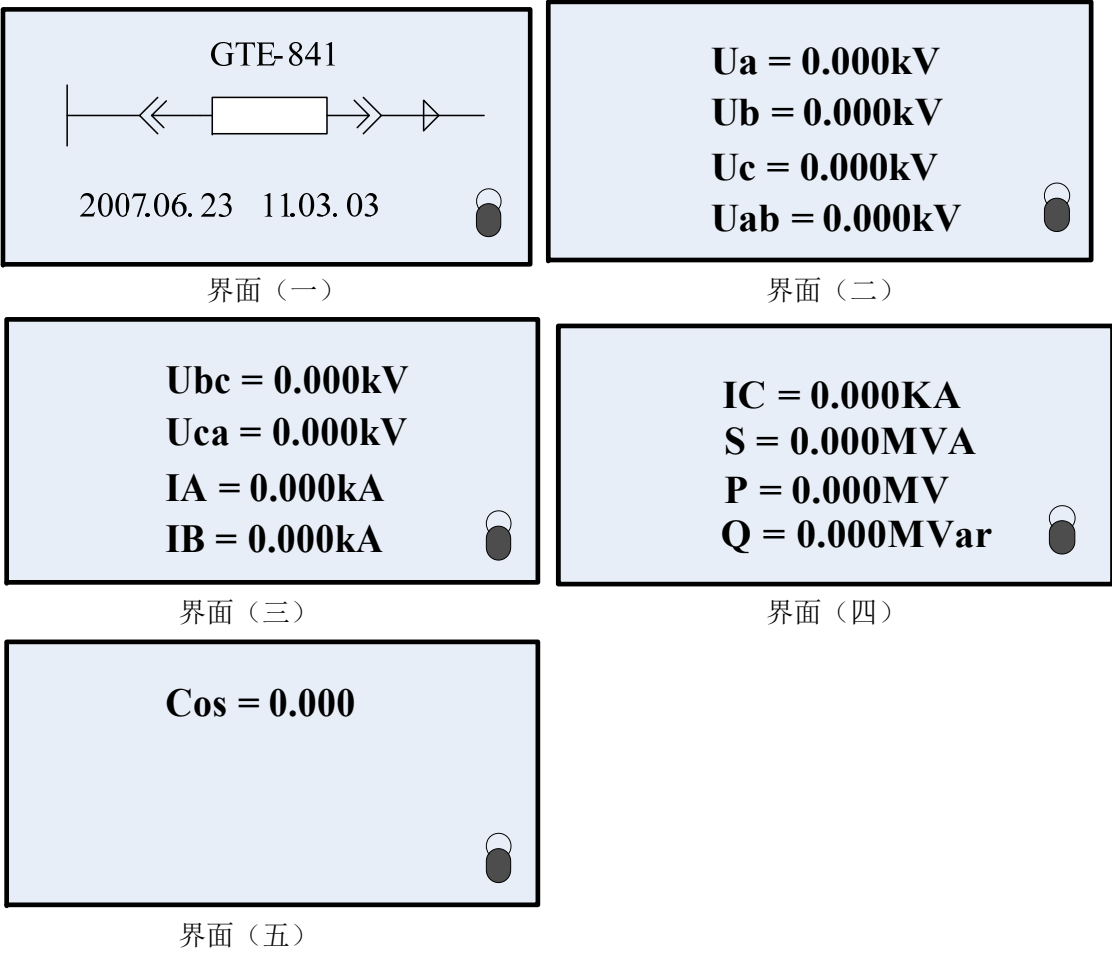 GTE-841
2007.06.23 11.03.03
界面（一）
Ua = 0.000kV
Ub = 0.000kV
Uc = 0.000kV
Uab = 0.000kV
界面（二）
Ubc = 0.000kV
Uca = 0.000kV
IA = 0.000kA
IB = 0.000kA
界面（三）
IC = 0.000KA
S = 0.000MVA
P = 0.000MV
Q = 0.000MVar
界面（四）
Cos = 0.000
界面（五）